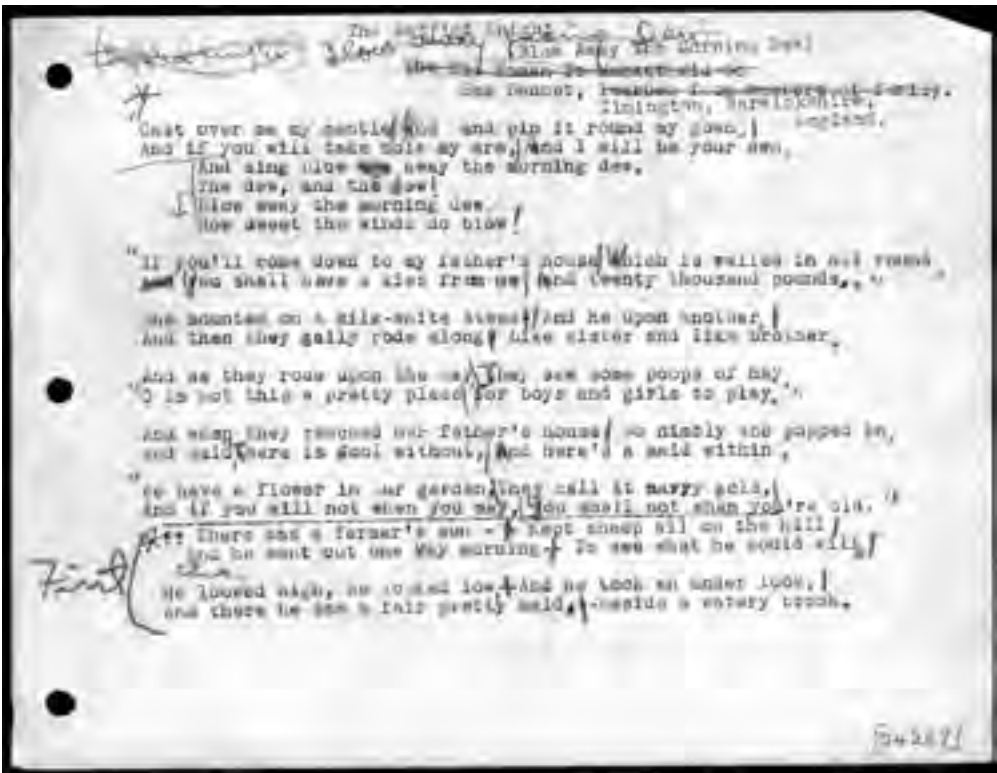 The Baffled Knight
Blow Away Morning Dew
(Blow Away The Morning Dew)
Sam Bennet,
Ilmington, Warwickshire, England.
Cast over me my mantle and pin it round my gown,
And if you will take hold my arm, and I will be your own,
And sing blow away the morning dew,
The dew, and the dew!
Blow away the morning dew
How sweet the winds do blow!
"If you'll come down to my father's house Which is walled in all round
You shall have a kiss from me And twenty thousand pounds."
She mounted on a milk-white steed And he upon another,
And then they gaily rode along Like sister and like brother,
And as they rode upon the way They saw some poops of hay,
"O is not this a pretty place For boys and girls to play,"
And when they reached her father's house so nimbly she popped in,
and said There is fool without, And here's a maid within,
"We have a flower in our garden They call it marry gold,
And if you will not when you may, You shall not when you're old."
First
** There was a farmer's son - Kept sheep all on the hill
And he went out one May morning - To see what he could kill
He looked high, he looked low - And he took an under look,
and there he saw a fair pretty maid, - beside a watery brook.